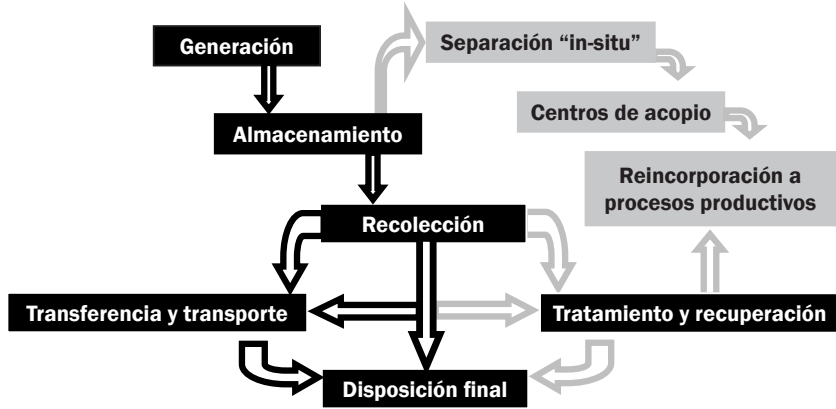 Generación
Separación “in-situ”
Centros de acopio
Almacenamiento
Reincorporación a
procesos productivos
Recolección
Transferencia y transporte
Tratamiento y recuperación
Disposición final